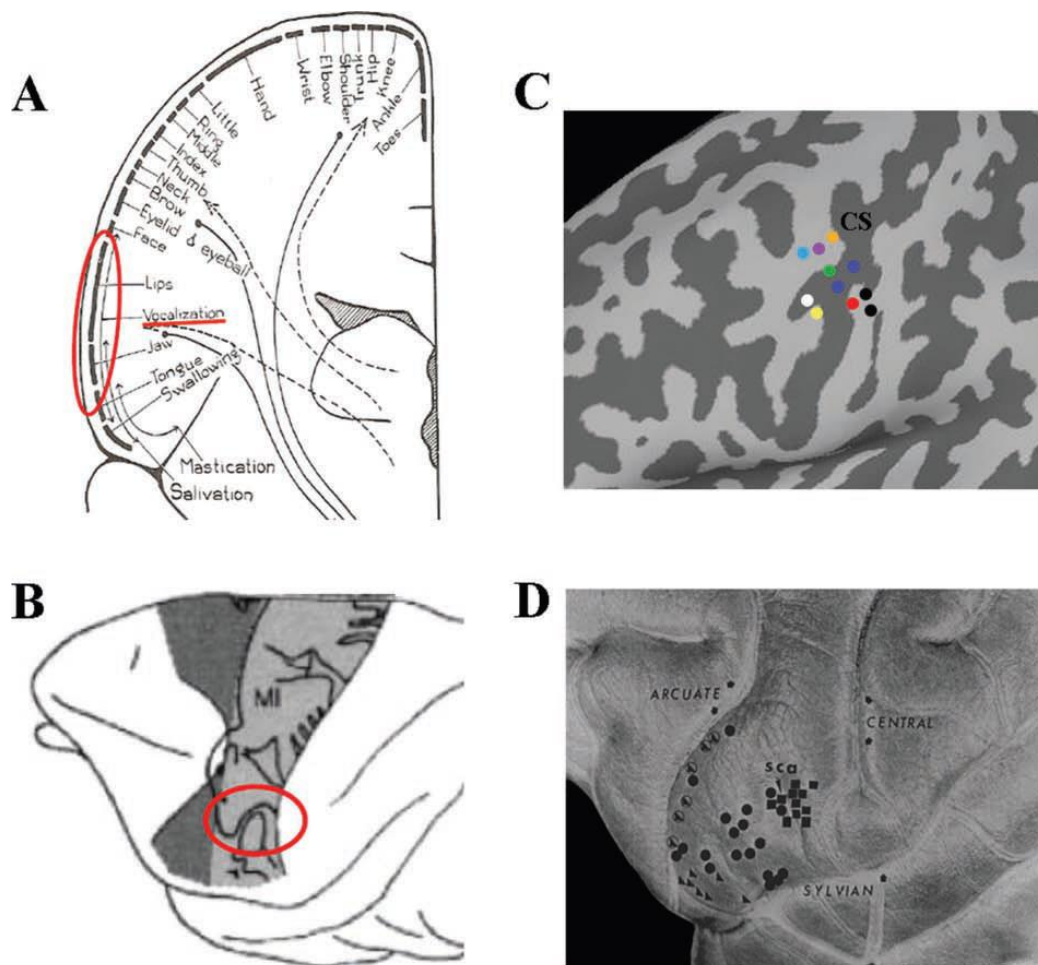 A
Toes
Ankle
Knee
Hip
Trunk
Shoulder
Elbow
Wrist
Hand
Little
Ring
Middle
Index
Thumb
Neck
Brow
Eyelid & eyeball
Face
Lips
Vocalization
Jaw
Tongue
Swallowing
Mastication
Salivation
C
CS
B
MI
D
ARCUATE
CENTRAL
sca
SYLVIAN